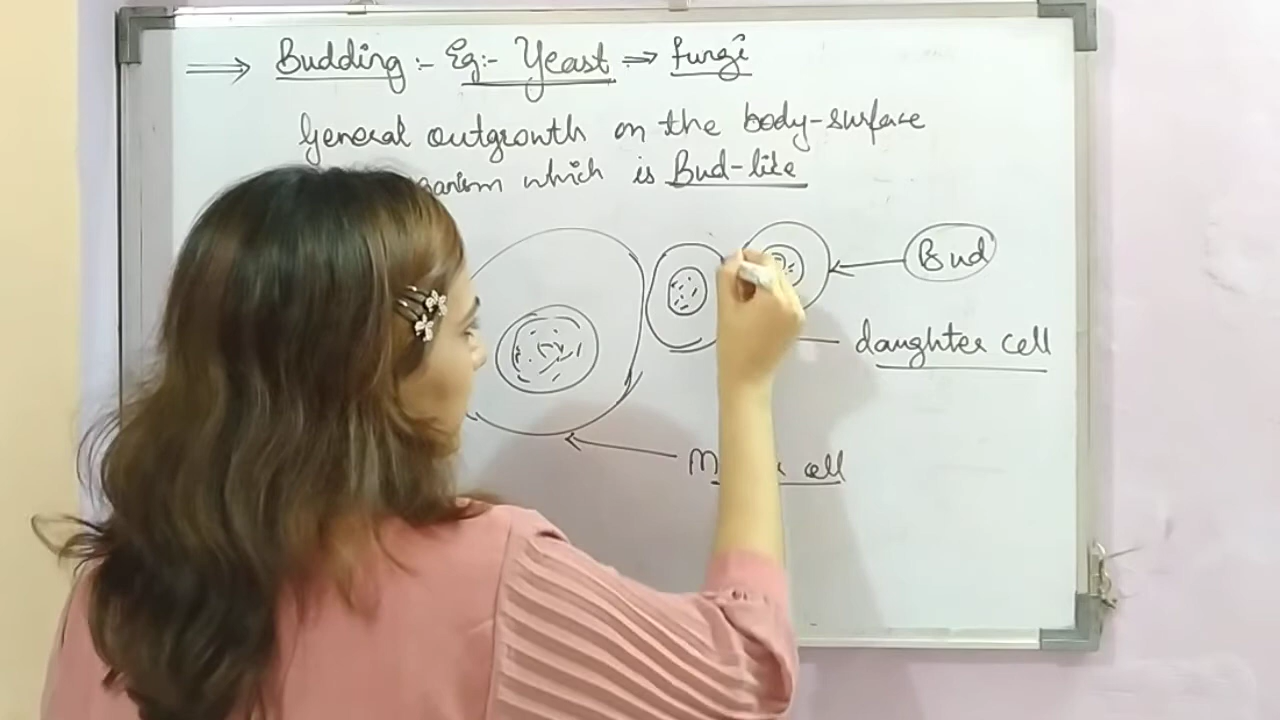 ⇒ Budding :- Eg:- Yeast ⇒ fungi
General outgrowth on the body-surface
which is Bud-like
Bud
daughter cell
cell